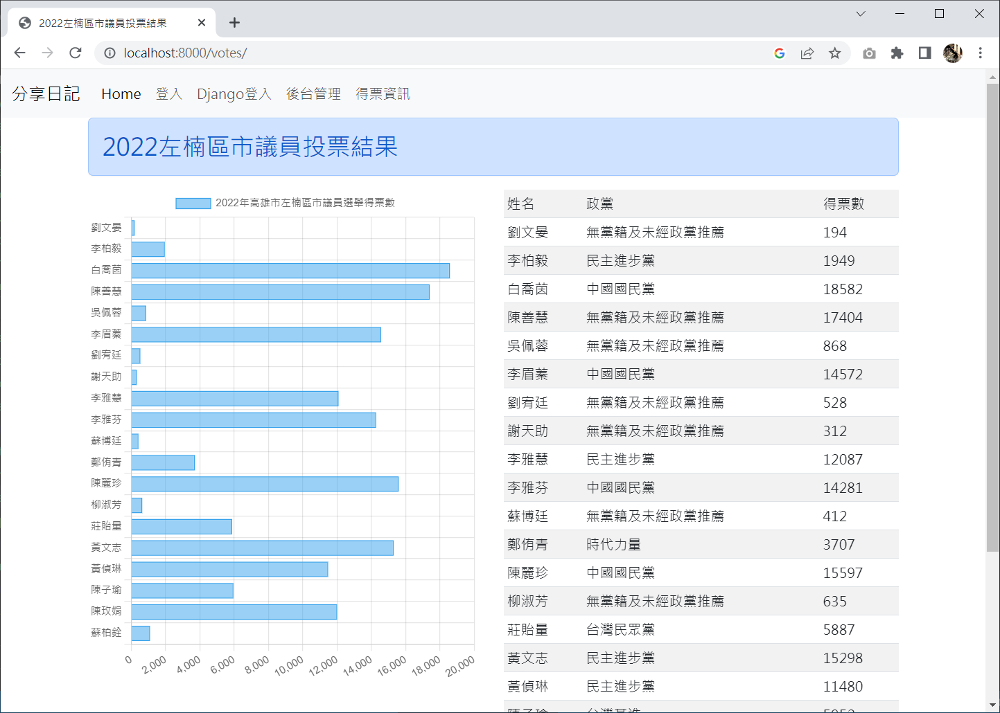 2022左楠區市議員投票結果
localhost:8000/votes/
分享日記 Home 登入 Django登入 後台管理 得票資訊
2022左楠區市議員投票結果
2022年高雄市左楠區市議員選舉得票數
劉文晏
李柏毅
白喬茵
陳善慧
吳佩蓉
李眉蓁
劉宥廷
謝天助
李雅慧
李雅芬
蘇博廷
鄭侑青
陳麗珍
柳淑芳
莊貽量
黃文志
黃偵琳
陳子瑜
陳玫娟
蘇柏銓
0 2,000 4,000 6,000 8,000 10,000 12,000 14,000 16,000 18,000 20,000
姓名 政黨 得票數
劉文晏 無黨籍及未經政黨推薦 194
李柏毅 民主進步黨 1949
白喬茵 中國國民黨 18582
陳善慧 無黨籍及未經政黨推薦 17404
吳佩蓉 無黨籍及未經政黨推薦 868
李眉蓁 中國國民黨 14572
劉宥廷 無黨籍及未經政黨推薦 528
謝天助 無黨籍及未經政黨推薦 312
李雅慧 民主進步黨 12087
李雅芬 中國國民黨 14281
蘇博廷 無黨籍及未經政黨推薦 412
鄭侑青 時代力量 3707
陳麗珍 中國國民黨 15597
柳淑芳 無黨籍及未經政黨推薦 635
莊貽量 台灣民眾黨 5887
黃文志 民主進步黨 15298
黃偵琳 民主進步黨 11480
陳子瑜 台灣基進